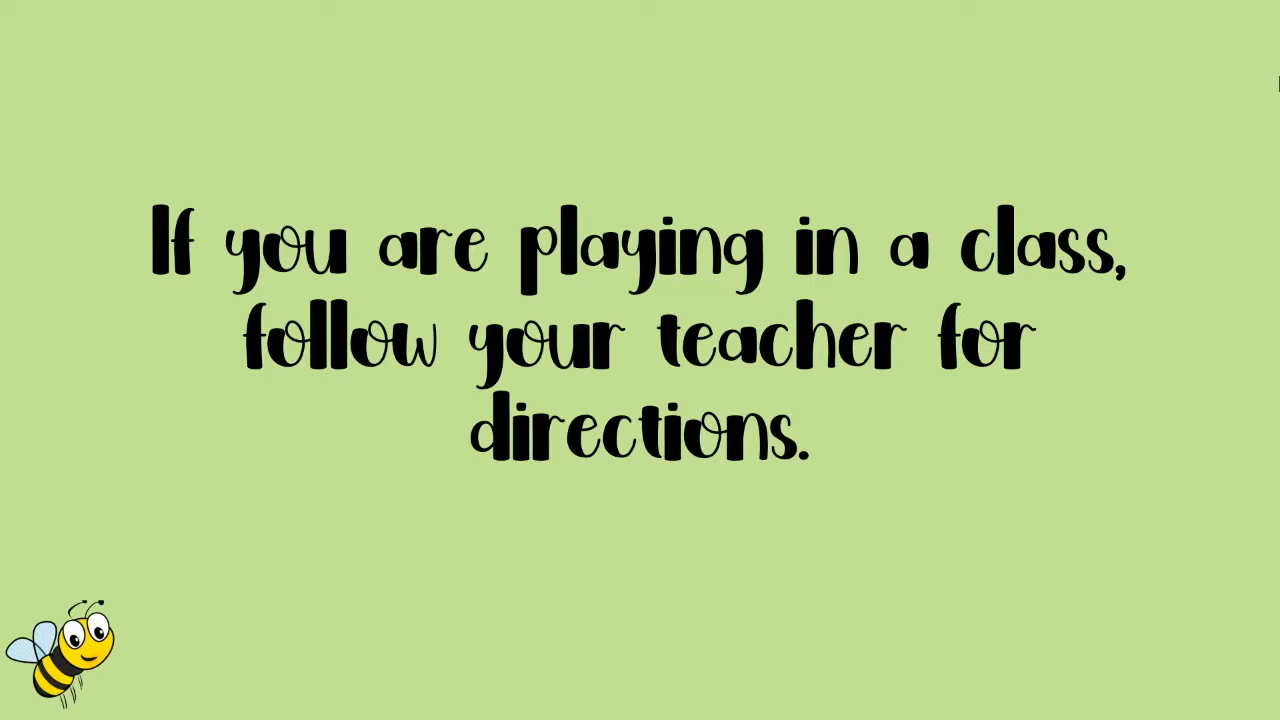 If you are playing in a class,
follow your teacher for
directions.